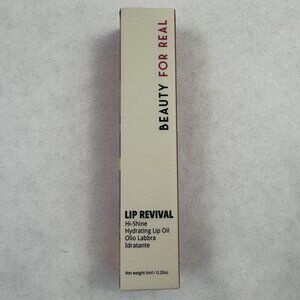 BEAUTY FOR REAL
LIP REVIVAL
Hi-Shine
Hydrating Lip Oil
Olio Labbra
Idratante
Net weight 6ml / 0.20oz